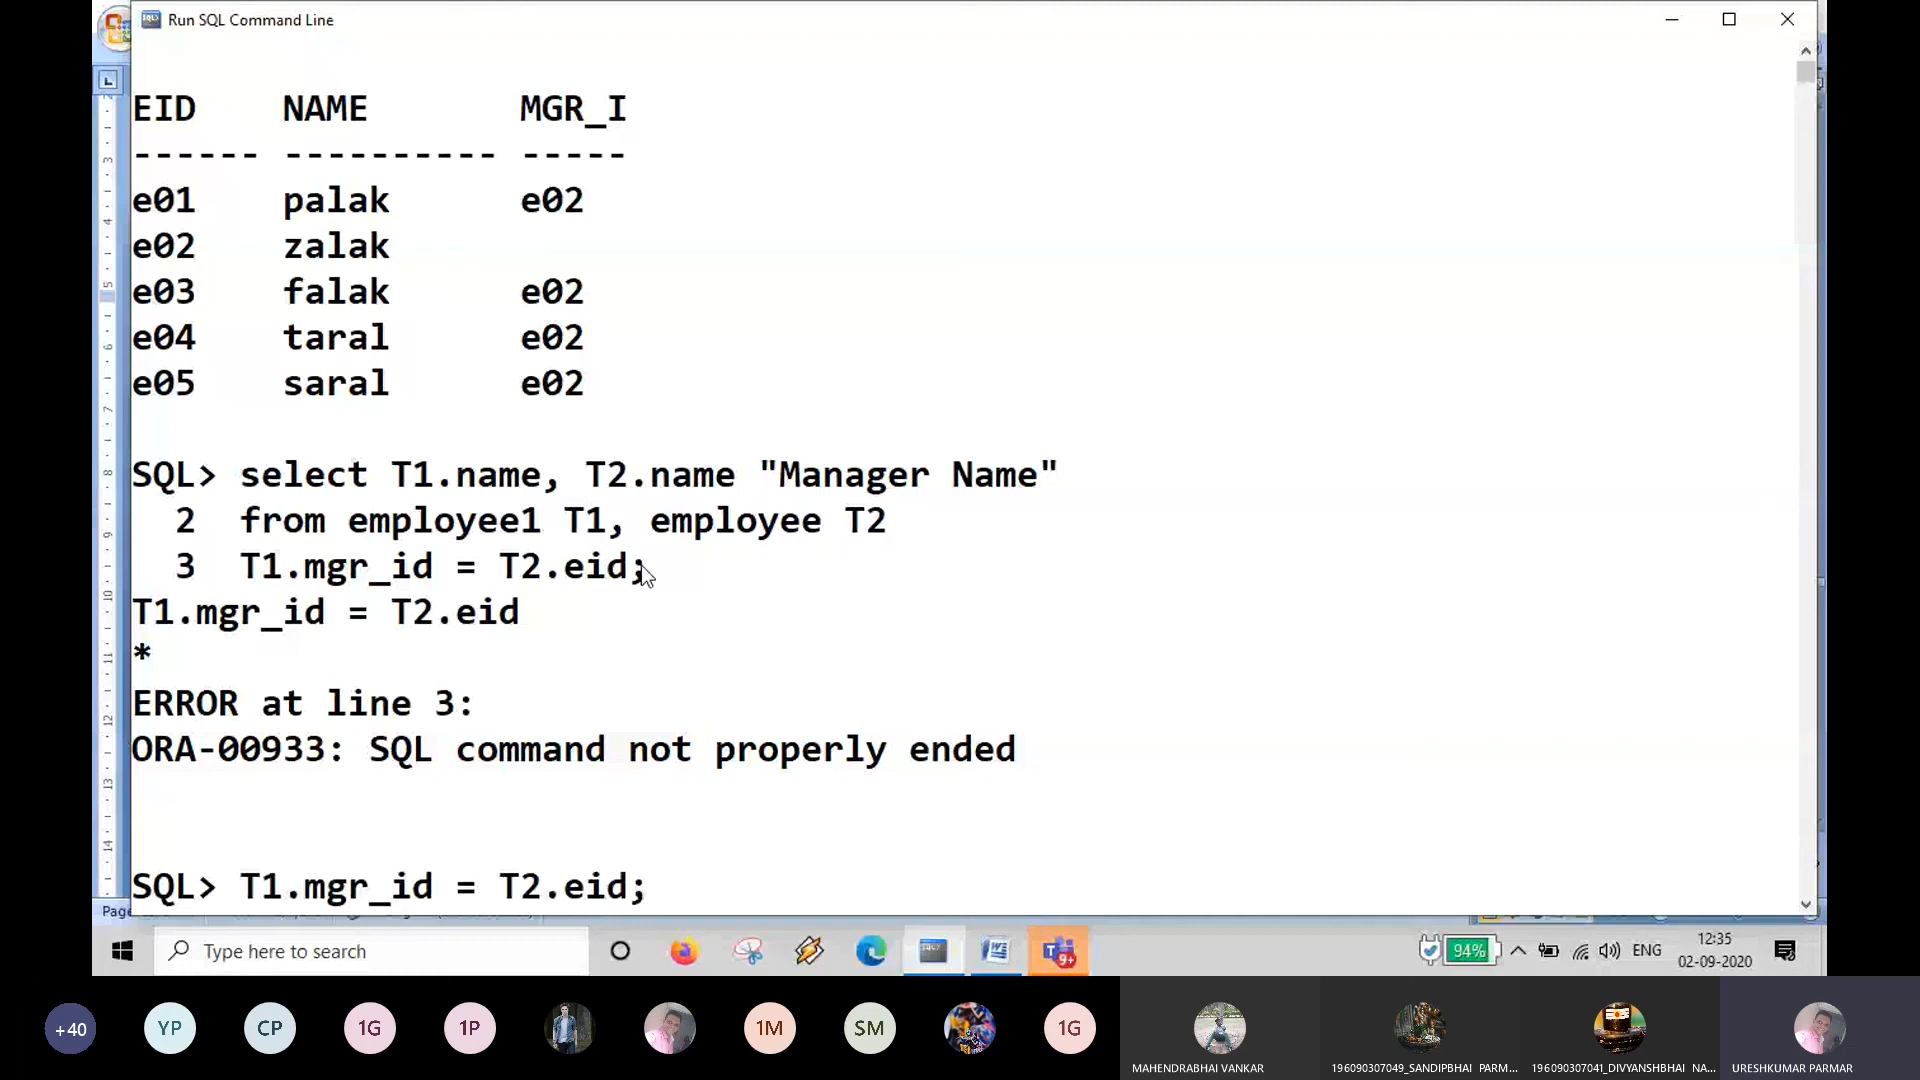 Run SQL Command Line
EID NAME MGR_I
------ ---------- -----
e01 palak e02
e02 zalak
e03 falak e02
e04 taral e02
e05 saral e02
SQL> select T1.name, T2.name "Manager Name"
2 from employee1 T1, employee T2
3 T1.mgr_id = T2.eid;
T1.mgr_id = T2.eid
*
ERROR at line 3:
ORA-00933: SQL command not properly ended
SQL> T1.mgr_id = T2.eid;
Page
Type here to search
9+
94%
ENG
12:35
02-09-2020
+40
YP
CP
1G
1P
1M
SM
1G
MAHENDRABHAI VANKAR
196090307049_SANDIPBHAI PARM...
196090307041_DIVYANSHBHAI NA...
URESHKUMAR PARMAR